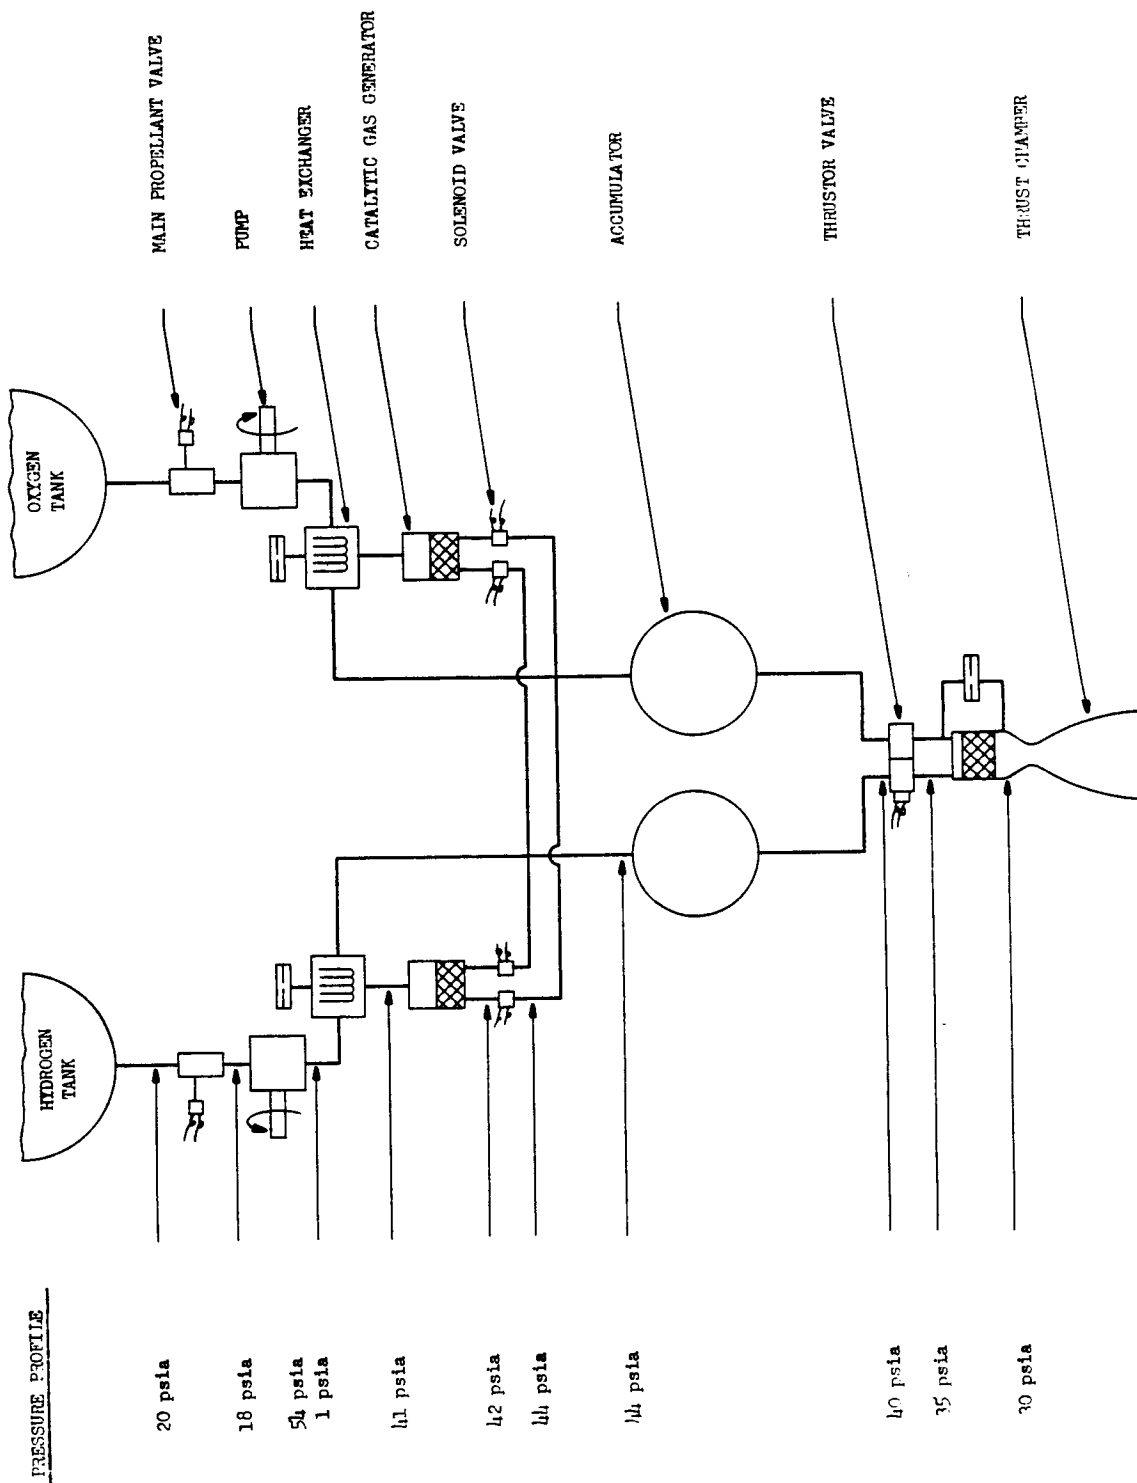 PRESSURE PROFILE
20 psia
18 psia
54 psia
1 psia
41 psia
42 psia
44 psia
44 psia
40 psia
35 psia
30 psia
HYDROGEN
TANK
OXYGEN
TANK
MAIN PROPELLANT VALVE
PUMP
HEAT EXCHANGER
CATALYTIC GAS GENERATOR
SOLENOID VALVE
ACCUMULATOR
THRUSTOR VALVE
THRUST CHAMBER